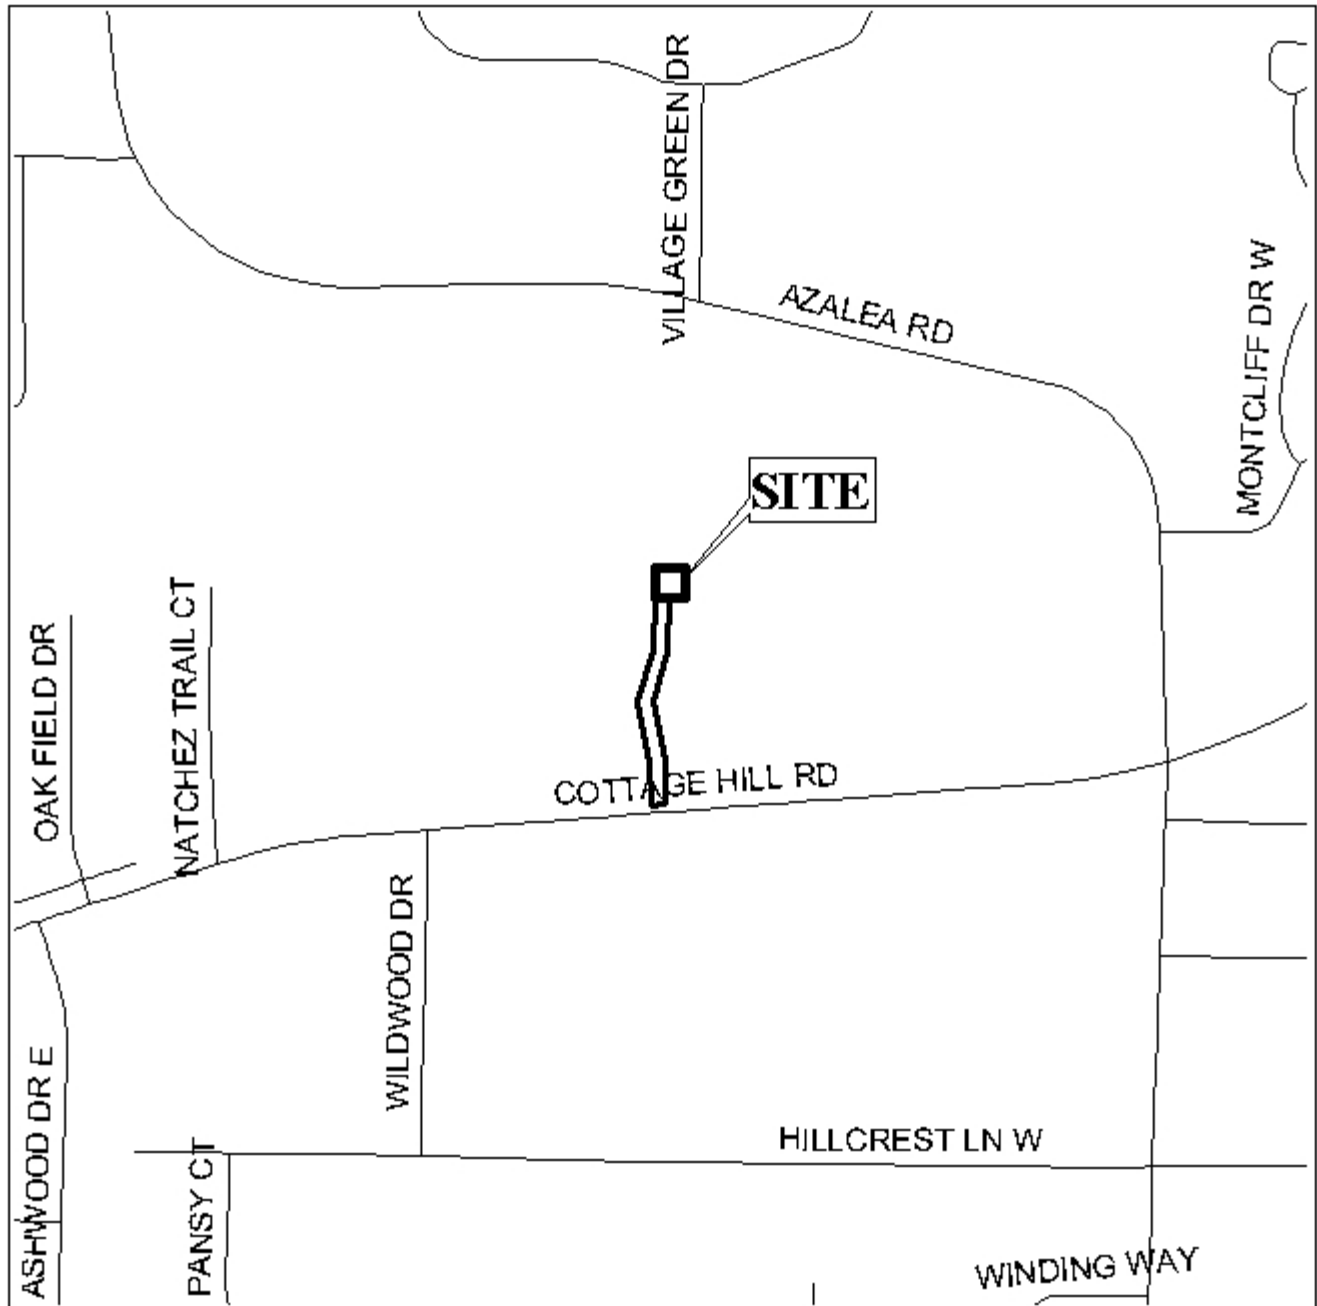 VILLAGE GREEN DR
AZALEA RD
MONTCLIFF DR W
SITE
OAK FIELD DR
NATCHEZ TRAIL CT
COTTAGE HILL RD
WILDWOOD DR
ASHWOOD DR E
PANSY CT
HILLCREST LN W
WINDING WAY